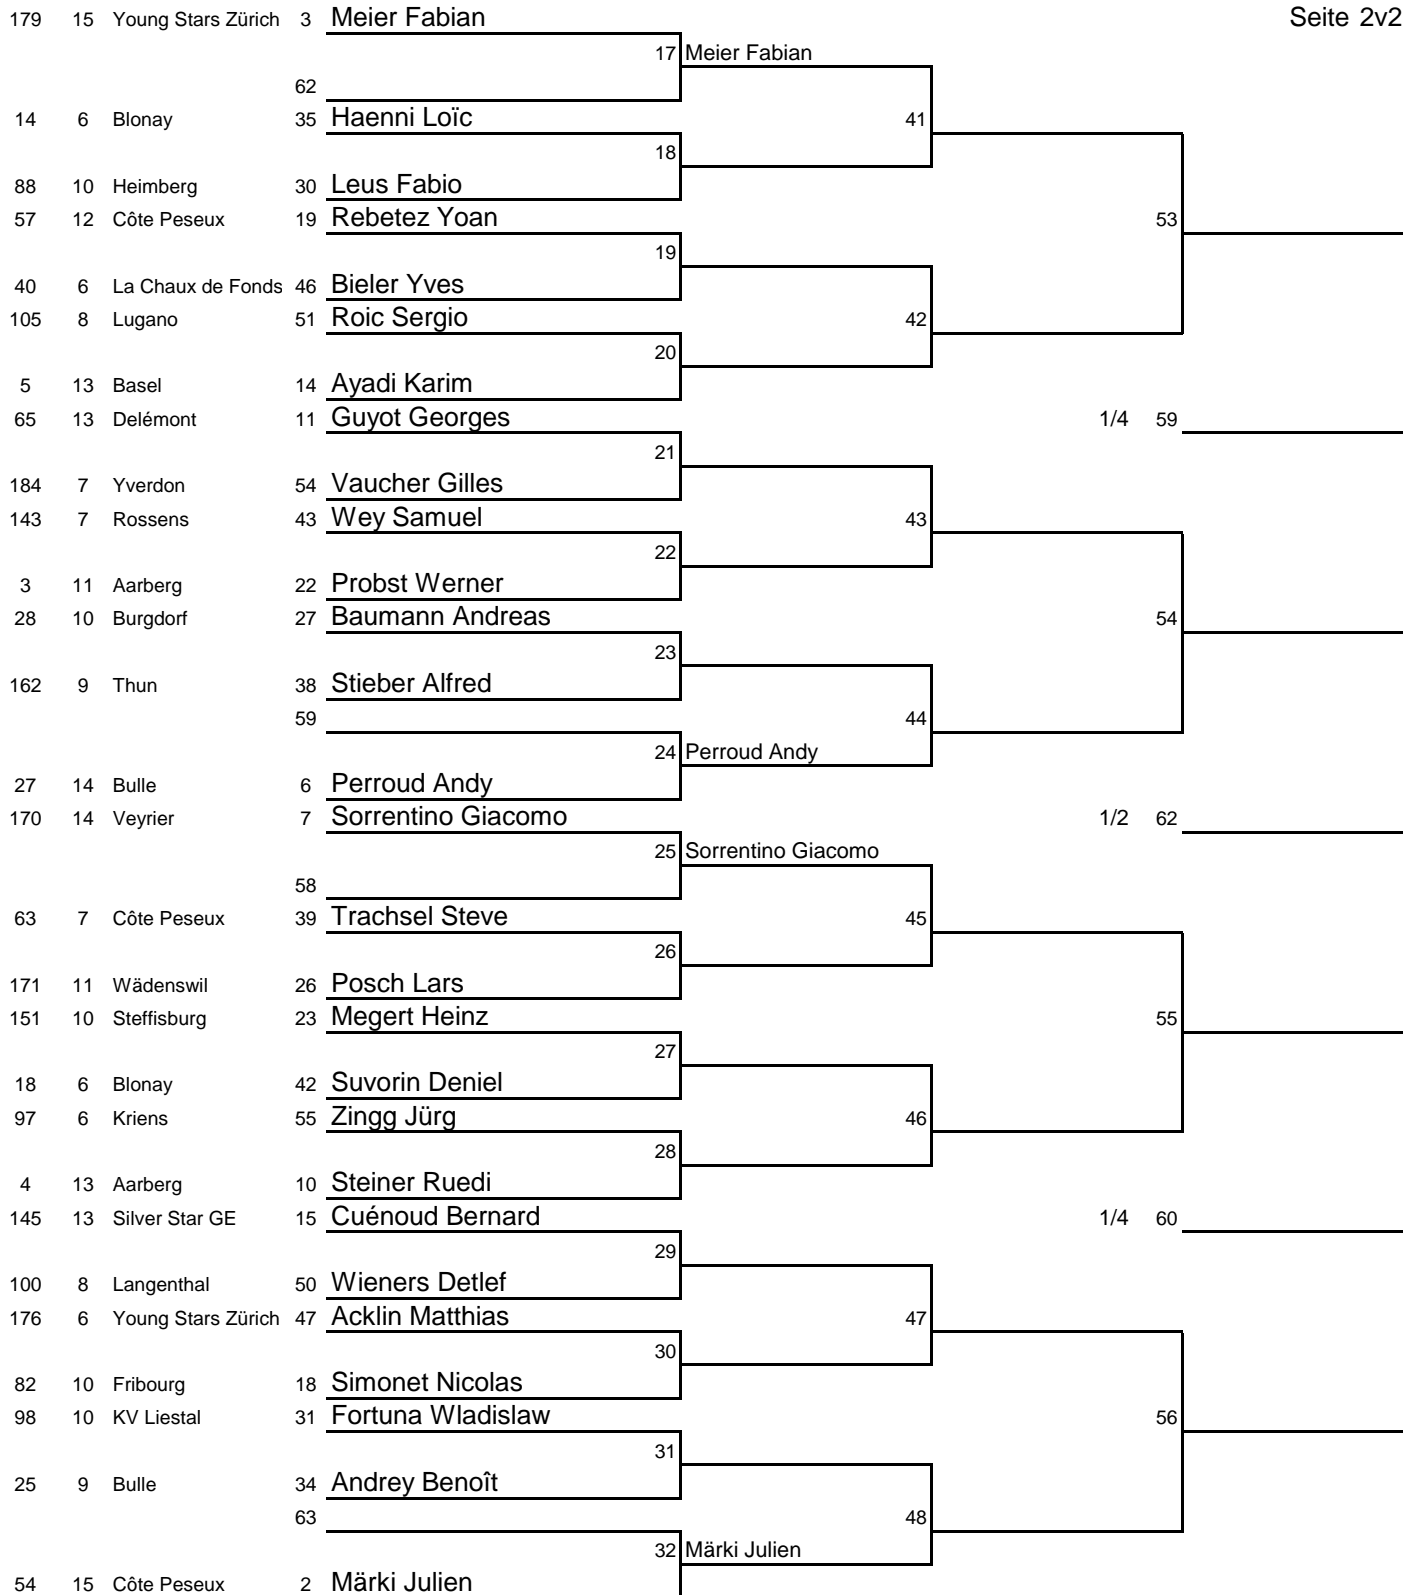 179 15 Young Stars Zürich 3 Meier Fabian Seite 2v2
17 Meier Fabian
62
14 6 Blonay 35 Haenni Loïc 41
18
88 10 Heimberg 30 Leus Fabio
57 12 Côte Peseux 19 Rebetez Yoan 53
19
40 6 La Chaux de Fonds 46 Bieler Yves
105 8 Lugano 51 Roic Sergio 42
20
5 13 Basel 14 Ayadi Karim
65 13 Delémont 11 Guyot Georges 1/4 59
21
184 7 Yverdon 54 Vaucher Gilles
143 7 Rossens 43 Wey Samuel 43
22
3 11 Aarberg 22 Probst Werner
28 10 Burgdorf 27 Baumann Andreas 54
23
162 9 Thun 38 Stieber Alfred
59 44
24 Perroud Andy
27 14 Bulle 6 Perroud Andy
170 14 Veyrier 7 Sorrentino Giacomo 1/2 62
25 Sorrentino Giacomo
58
63 7 Côte Peseux 39 Trachsel Steve 45
26
171 11 Wädenswil 26 Posch Lars
151 10 Steffisburg 23 Megert Heinz 55
27
18 6 Blonay 42 Suvorin Deniel
97 6 Kriens 55 Zingg Jürg 46
28
4 13 Aarberg 10 Steiner Ruedi
145 13 Silver Star GE 15 Cuénoud Bernard 1/4 60
29
100 8 Langenthal 50 Wieners Detlef
176 6 Young Stars Zürich 47 Acklin Matthias 47
30
82 10 Fribourg 18 Simonet Nicolas
98 10 KV Liestal 31 Fortuna Wladislaw 56
31
25 9 Bulle 34 Andrey Benoît
63 48
32 Märki Julien
54 15 Côte Peseux 2 Märki Julien